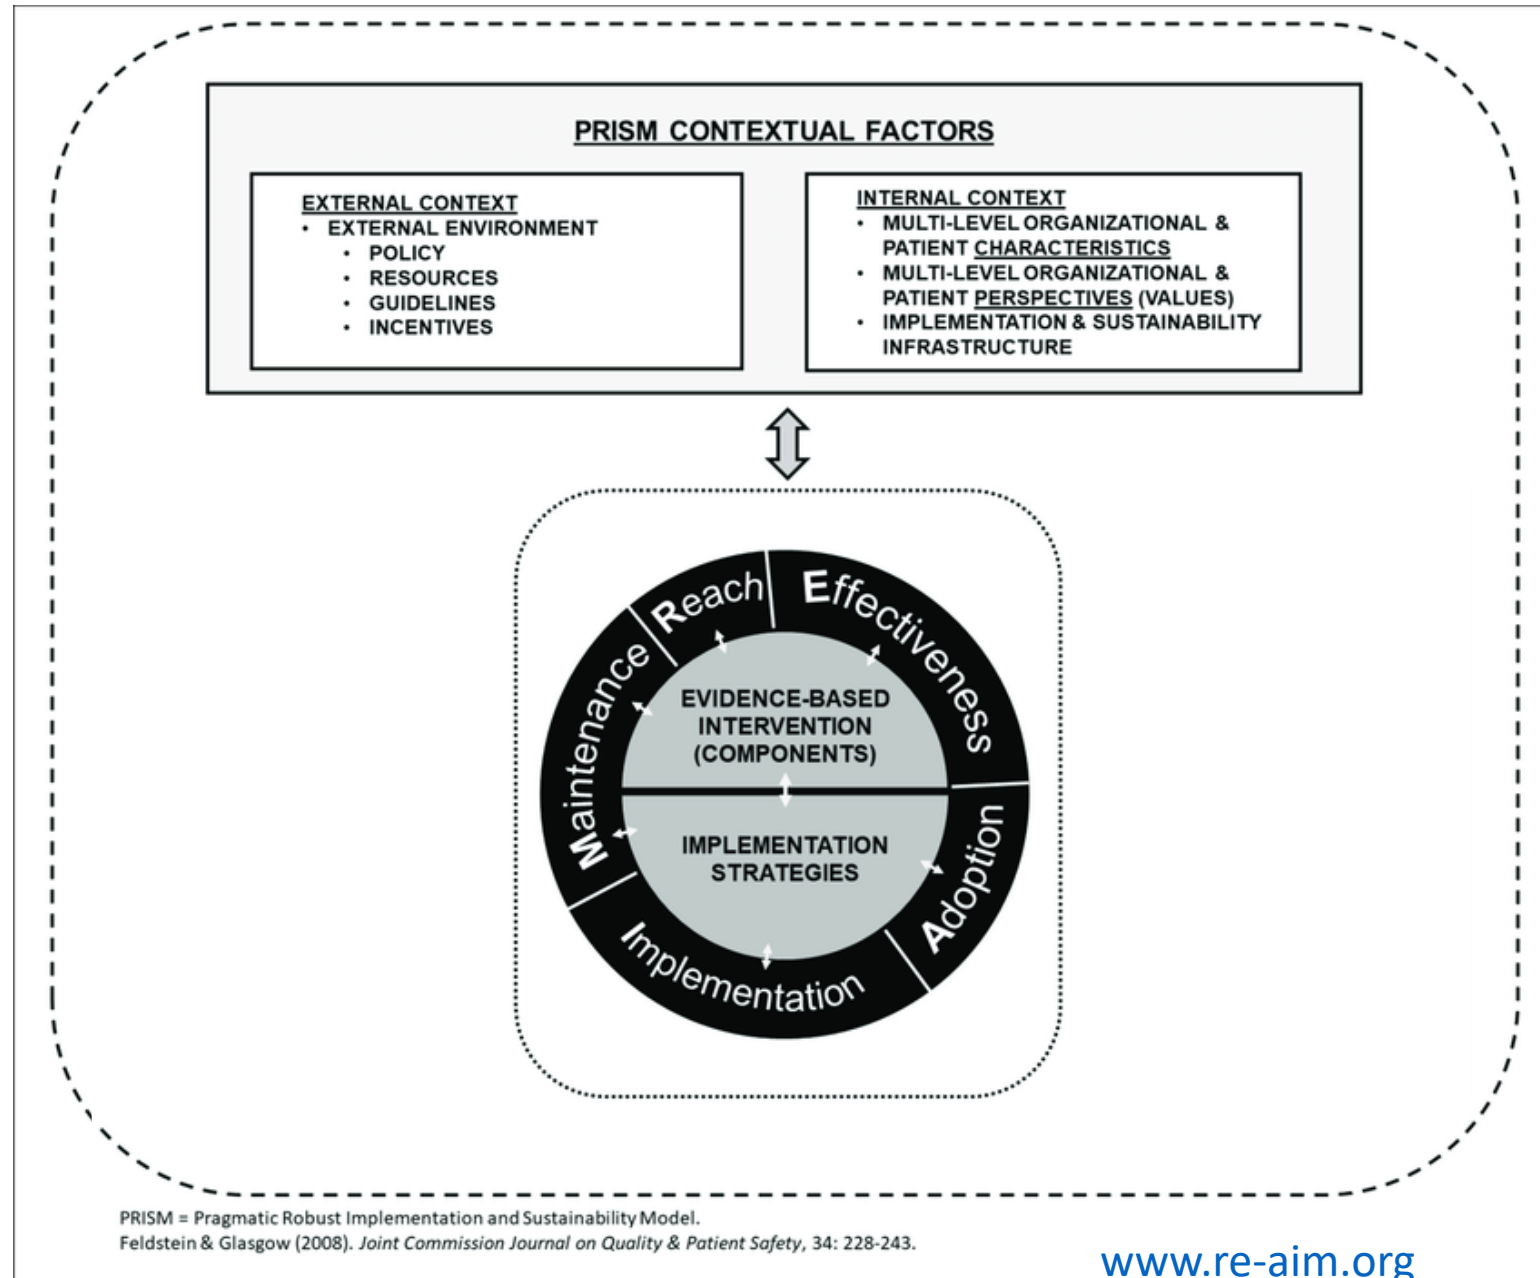 PRISM CONTEXTUAL FACTORS
EXTERNAL CONTEXT
• EXTERNAL ENVIRONMENT
• POLICY
• RESOURCES
• GUIDELINES
• INCENTIVES
INTERNAL CONTEXT
• MULTI-LEVEL ORGANIZATIONAL &
PATIENT CHARACTERISTICS
• MULTI-LEVEL ORGANIZATIONAL &
PATIENT PERSPECTIVES (VALUES)
• IMPLEMENTATION & SUSTAINABILITY
INFRASTRUCTURE
Reach
Effectiveness
Adoption
Implementation
Maintenance
EVIDENCE-BASED
INTERVENTION
(COMPONENTS)
IMPLEMENTATION
STRATEGIES
PRISM = Pragmatic Robust Implementation and Sustainability Model.
Feldstein & Glasgow (2008). Joint Commission Journal on Quality & Patient Safety, 34: 228-243.
www.re-aim.org